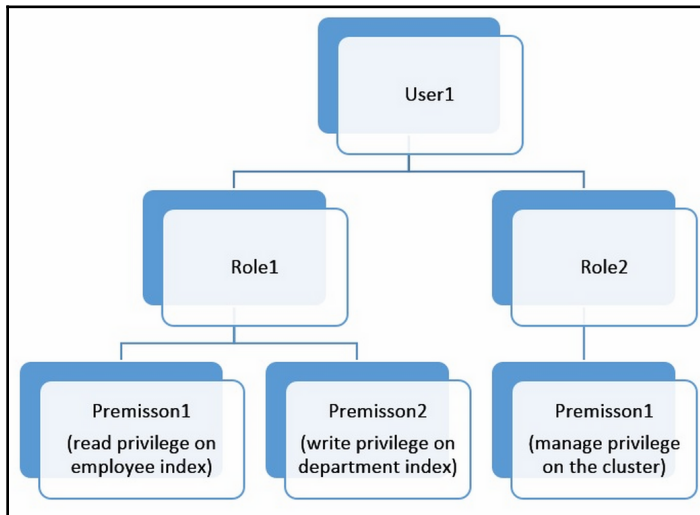 User1
Role1
Role2
Premisson1
(read privilege on
employee index)
Premisson2
(write privilege on
department index)
Premisson1
(manage privilege
on the cluster)